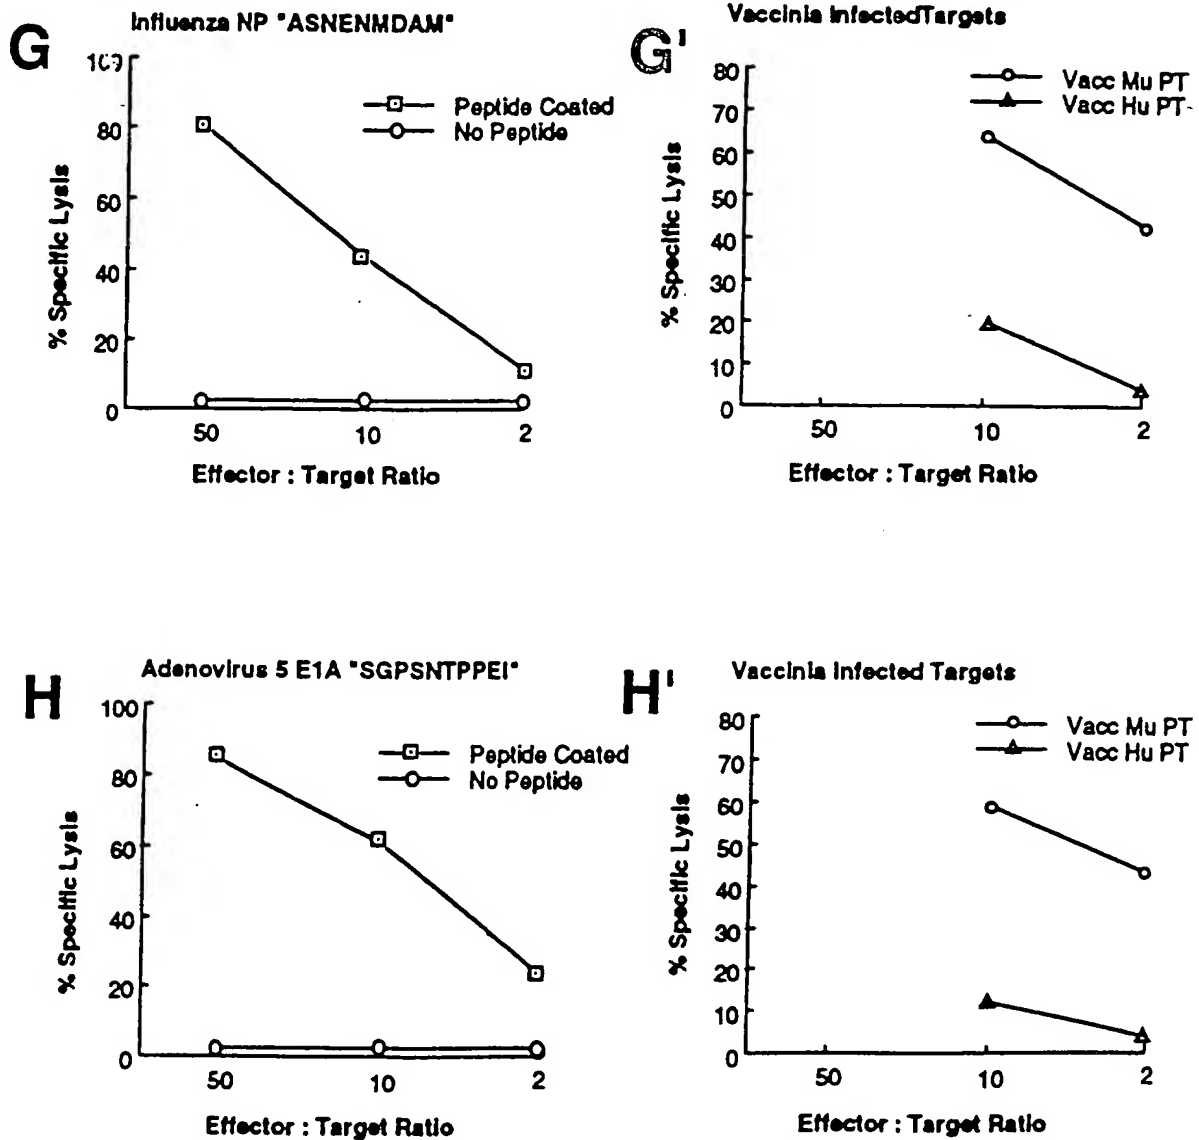 G
Influenza NP "ASNENMDAM"
% Specific Lysis
80
60
40
20
0
Peptide Coated
No Peptide
50 10 2
Effector : Target Ratio
G'
Vaccinia InfectedTargets
% Specific Lysis
80
70
60
50
40
30
20
10
0
Vacc Mu PT
Vacc Hu PT
50 10 2
Effector : Target Ratio
H
Adenovirus 5 E1A "SGPSNTPPEI"
% Specific Lysis
100
80
60
40
20
0
Peptide Coated
No Peptide
50 10 2
Effector : Target Ratio
H'
Vaccinia Infected Targets
% Specific Lysis
80
70
60
50
40
30
20
10
0
Vacc Mu PT
Vacc Hu PT
50 10 2
Effector : Target Ratio